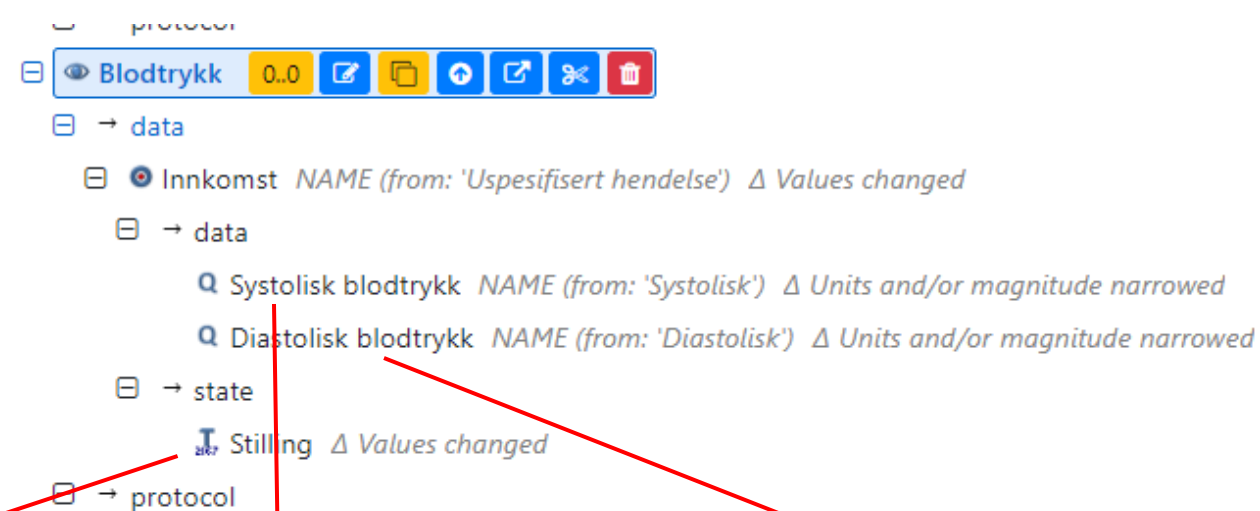 protocol
Blodtrykk 0..0
→ data
Innkomst NAME (from: 'Uspesifisert hendelse') Δ Values changed
→ data
Q Systolisk blodtrykk NAME (from: 'Systolisk') Δ Units and/or magnitude narrowed
Q Diastolisk blodtrykk NAME (from: 'Diastolisk') Δ Units and/or magnitude narrowed
→ state
T Stilling Δ Values changed
→ protocol